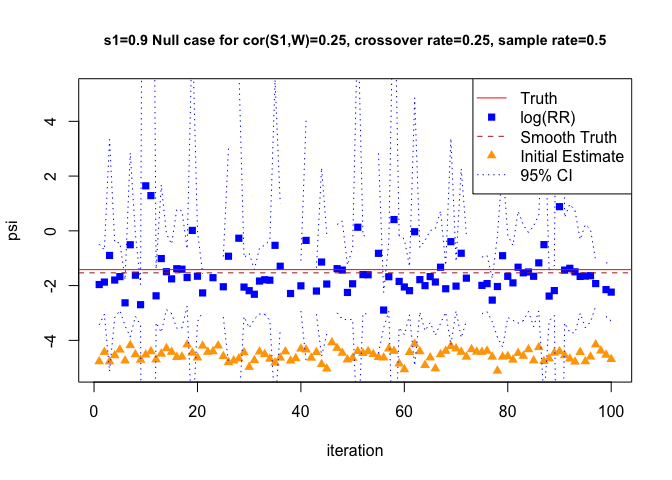 s1=0.9 Null case for cor(S1,W)=0.25, crossover rate=0.25, sample rate=0.5
Truth
log(RR)
Smooth Truth
Initial Estimate
95% CI
psi
4
2
0
-2
-4
0 20 40 60 80 100
iteration